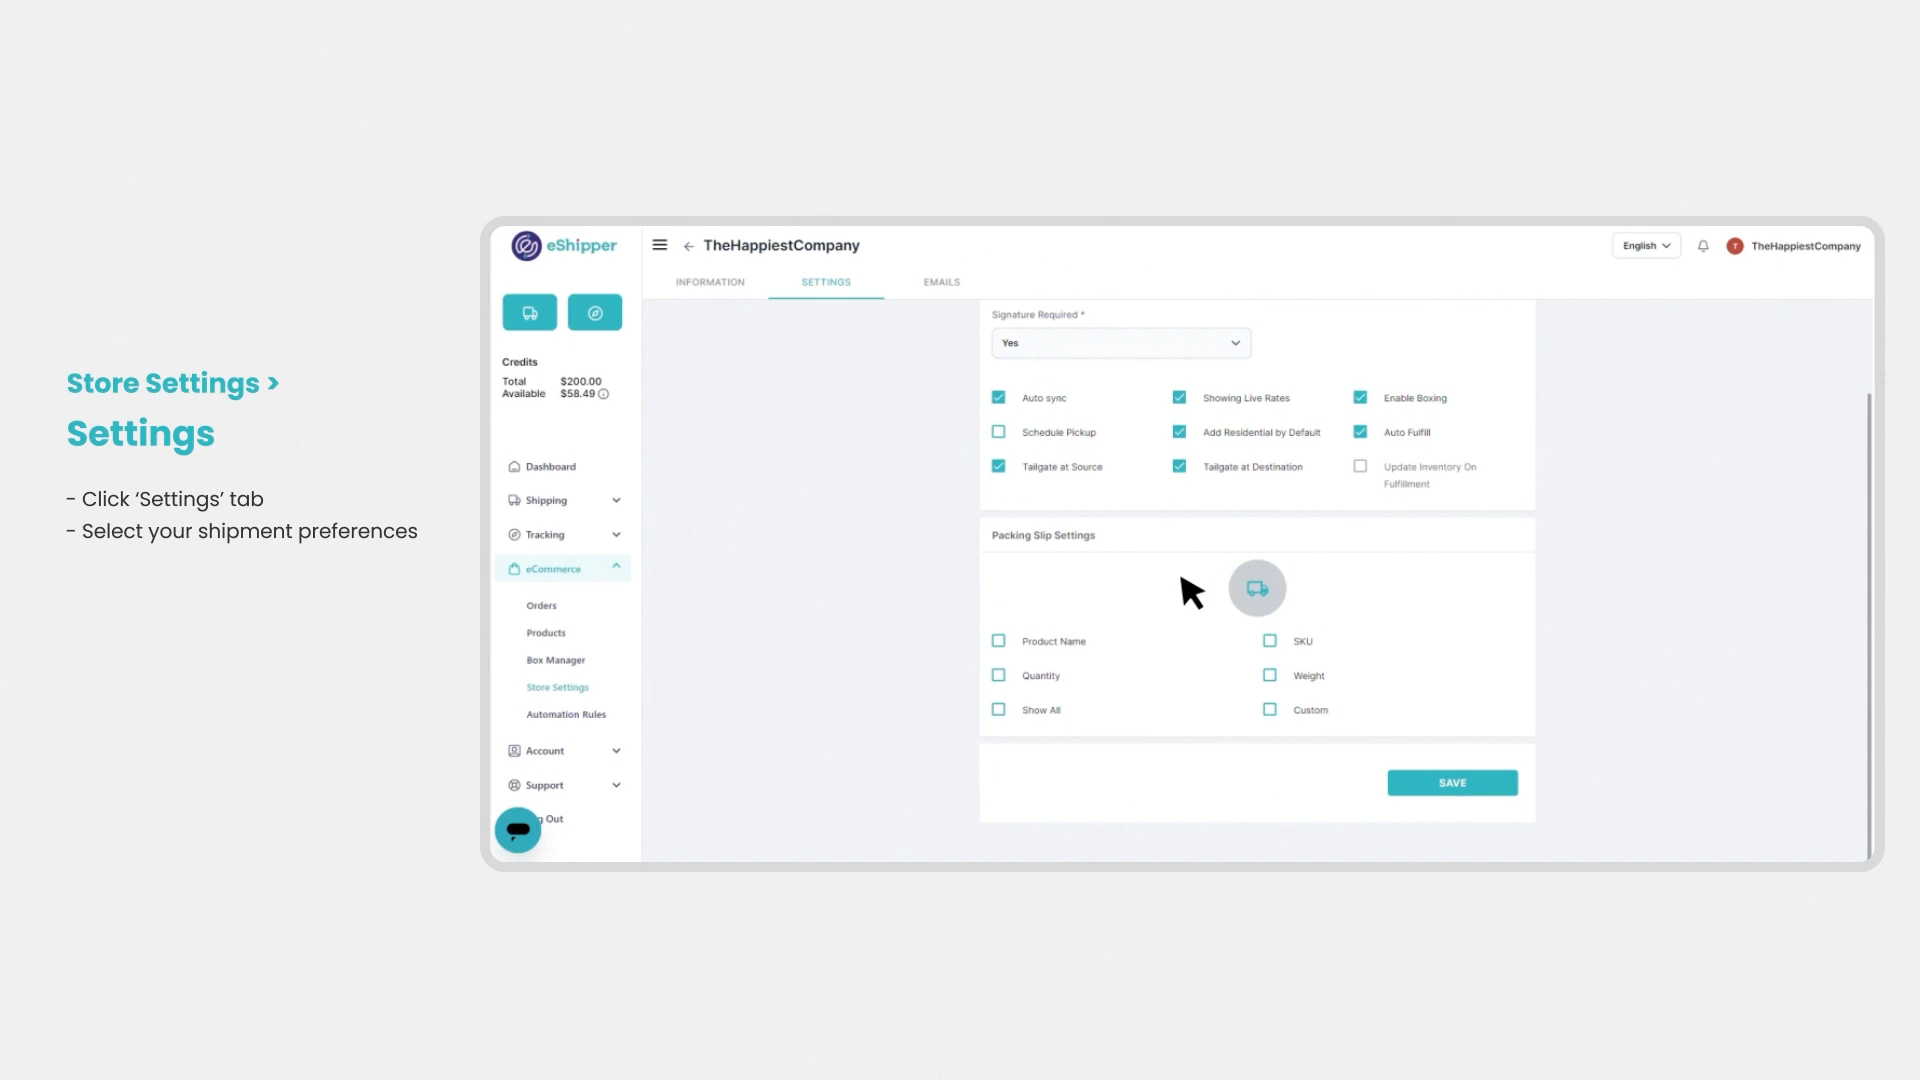 Store Settings >
Settings
- Click ‘Settings’ tab
- Select your shipment preferences
eShipper
TheHappiestCompany
English
T
TheHappiestCompany
INFORMATION
SETTINGS
EMAILS
Credits
Total $200.00
Available $58.49
Dashboard
Shipping
Tracking
eCommerce
Orders
Products
Box Manager
Store Settings
Automation Rules
Account
Support
g Out
Signature Required *
Yes
Auto sync
Showing Live Rates
Enable Boxing
Schedule Pickup
Add Residential by Default
Auto Fulfill
Tailgate at Source
Tailgate at Destination
Update Inventory On
Fulfillment
Packing Slip Settings
Product Name
SKU
Quantity
Weight
Show All
Custom
SAVE